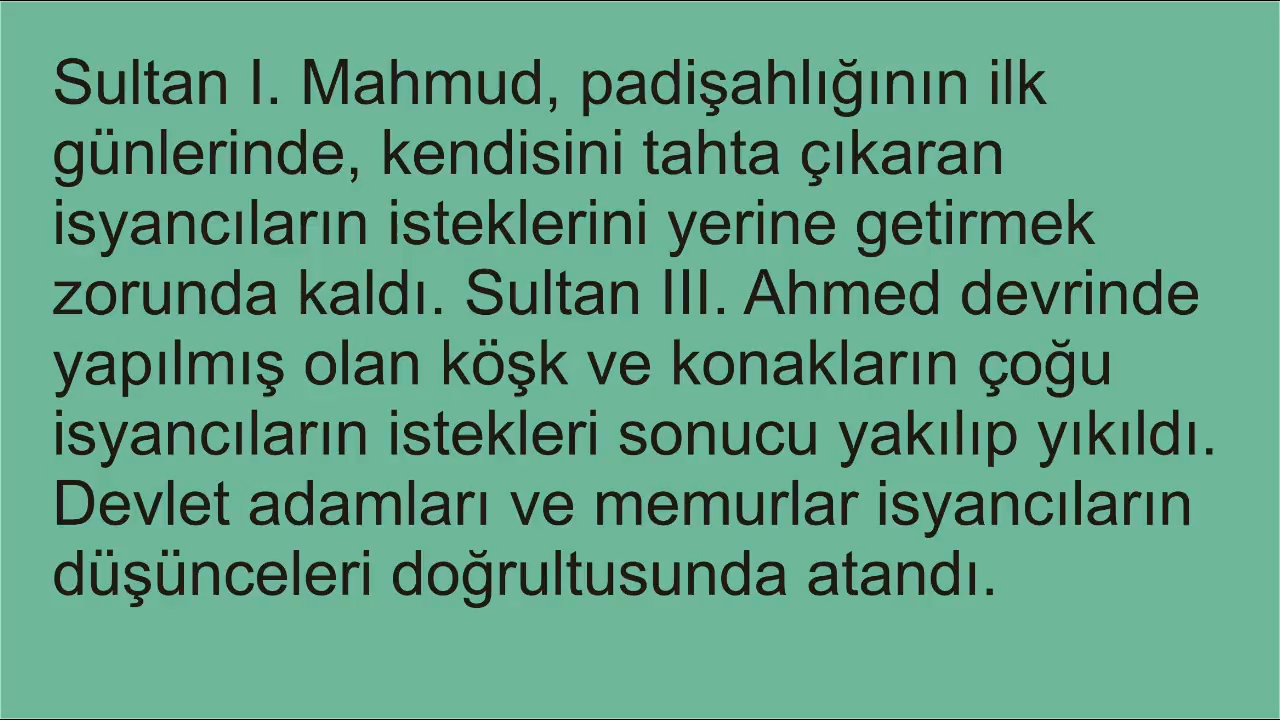 Sultan I. Mahmud, padişahlığının ilk
günlerinde, kendisini tahta çıkaran
isyancıların isteklerini yerine getirmek
zorunda kaldı. Sultan III. Ahmed devrinde
yapılmış olan köşk ve konakların çoğu
isyancıların istekleri sonucu yakılıp yıkıldı.
Devlet adamları ve memurlar isyancıların
düşünceleri doğrultusunda atandı.